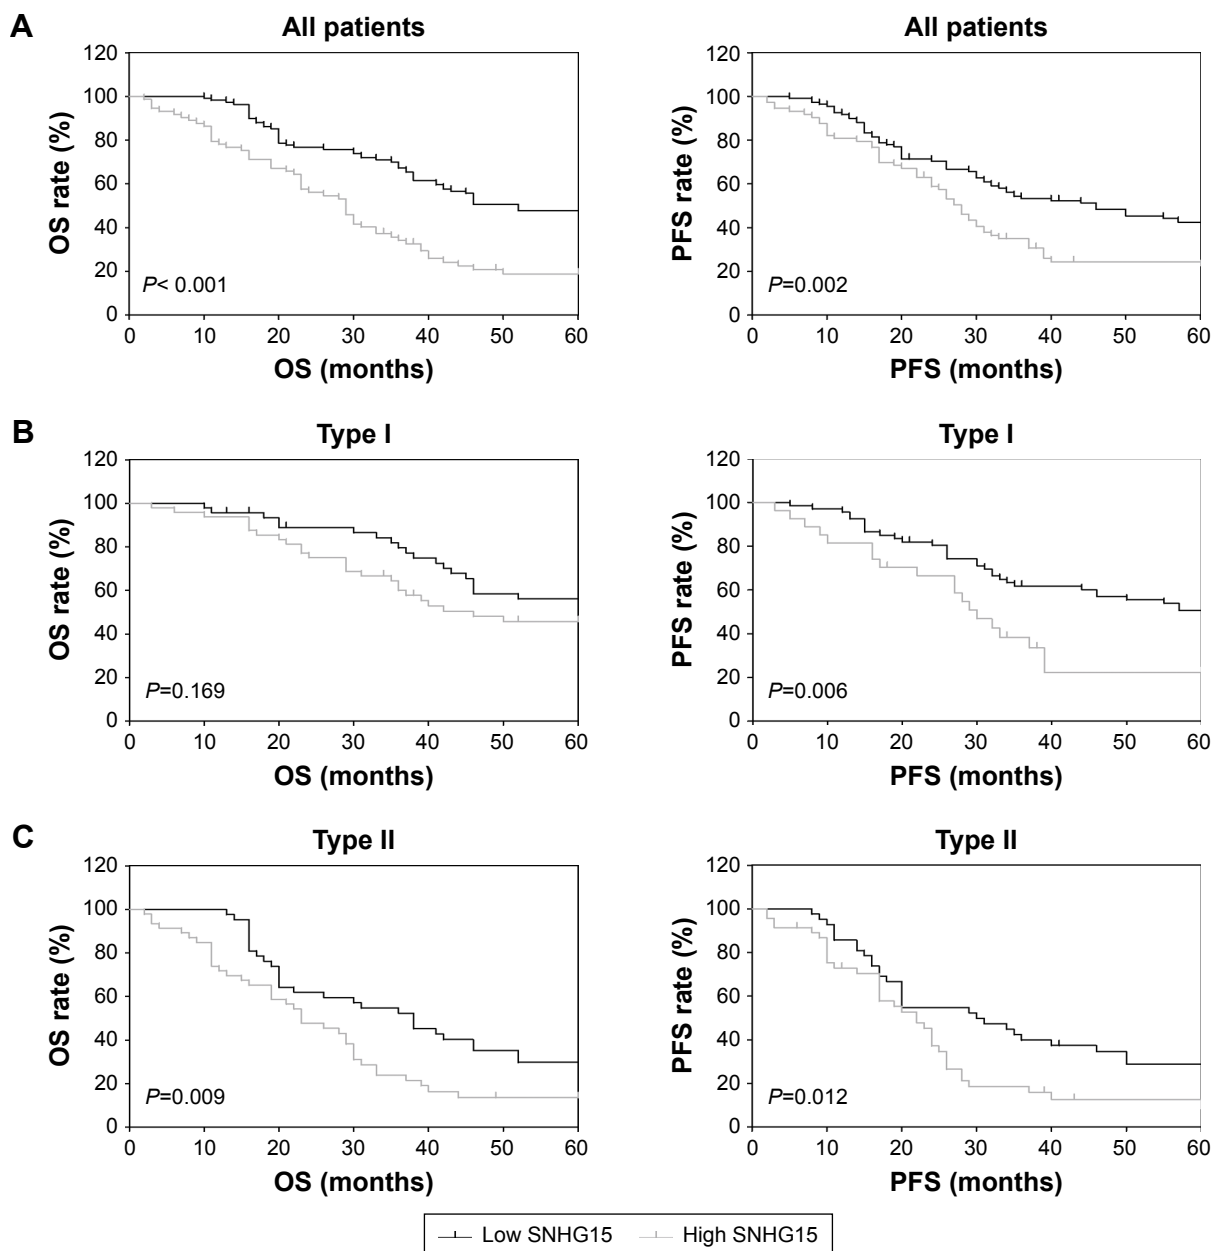 A
All patients
All patients
120
100
80
60
40
20
0
OS rate (%)
P< 0.001
0 10 20 30 40 50 60
OS (months)
120
100
80
60
40
20
0
PFS rate (%)
P=0.002
0 10 20 30 40 50 60
PFS (months)
B
Type I
Type I
120
100
80
60
40
20
0
OS rate (%)
P=0.169
0 10 20 30 40 50 60
OS (months)
120
100
80
60
40
20
0
PFS rate (%)
P=0.006
0 10 20 30 40 50 60
PFS (months)
C
Type II
Type II
120
100
80
60
40
20
0
OS rate (%)
P=0.009
0 10 20 30 40 50 60
OS (months)
120
100
80
60
40
20
0
PFS rate (%)
P=0.012
0 10 20 30 40 50 60
PFS (months)
Low SNHG15 High SNHG15